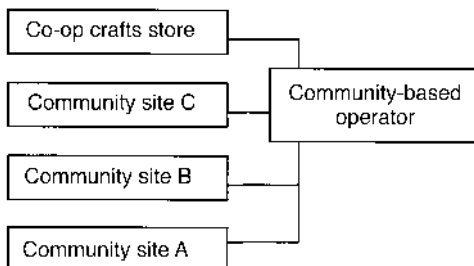 Co-op crafts store
Community site C
Community-based
operator
Community site B
Community site A